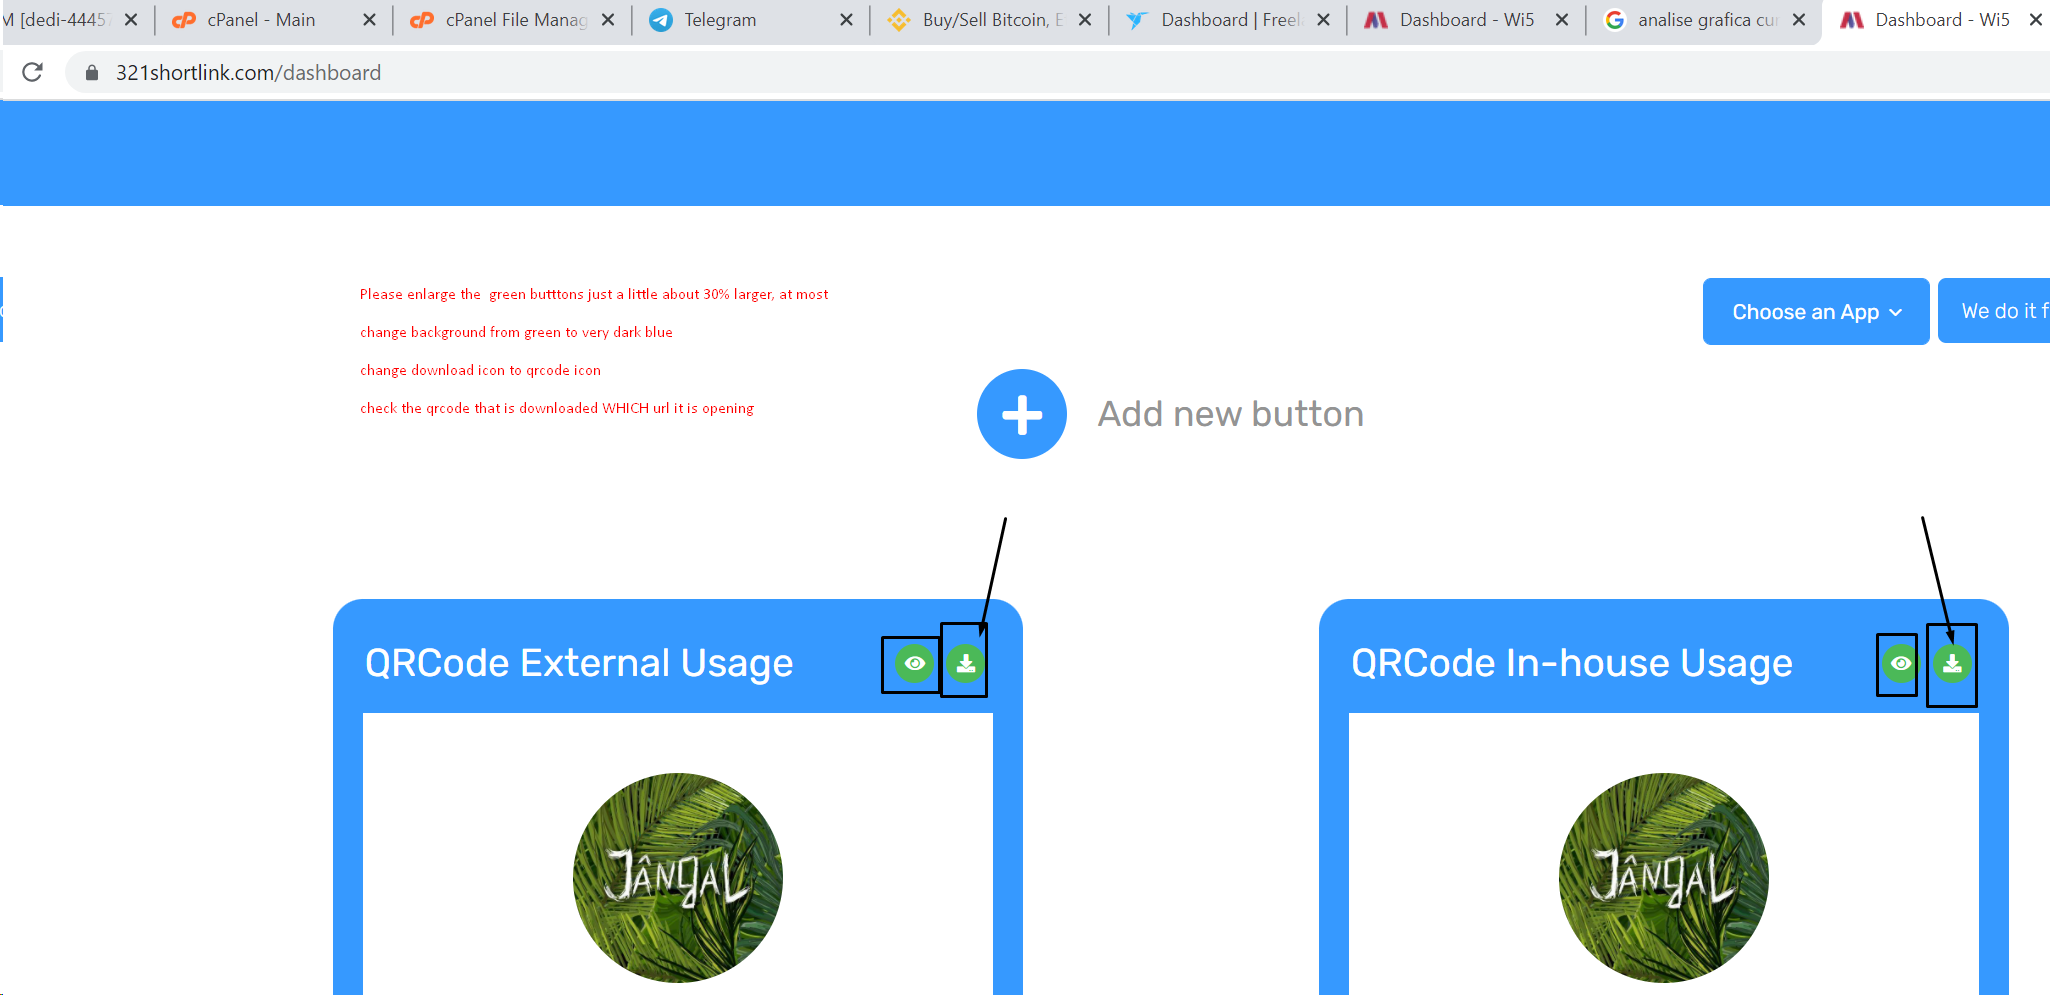 M [dedi-4445
cPanel - Main
cPanel File Manag
Telegram
Buy/Sell Bitcoin, E
Dashboard | Freel
Dashboard - Wi5
analise grafica cu
Dashboard - Wi5
321shortlink.com/dashboard
Please enlarge the  green butttons just a little about 30% larger, at most
change background from green to very dark blue
change download icon to qrcode icon
check the qrcode that is downloaded WHICH url it is opening
Choose an App
We do it f
Add new button
QRCode External Usage
QRCode In-house Usage
JÂNGAL
JÂNGAL